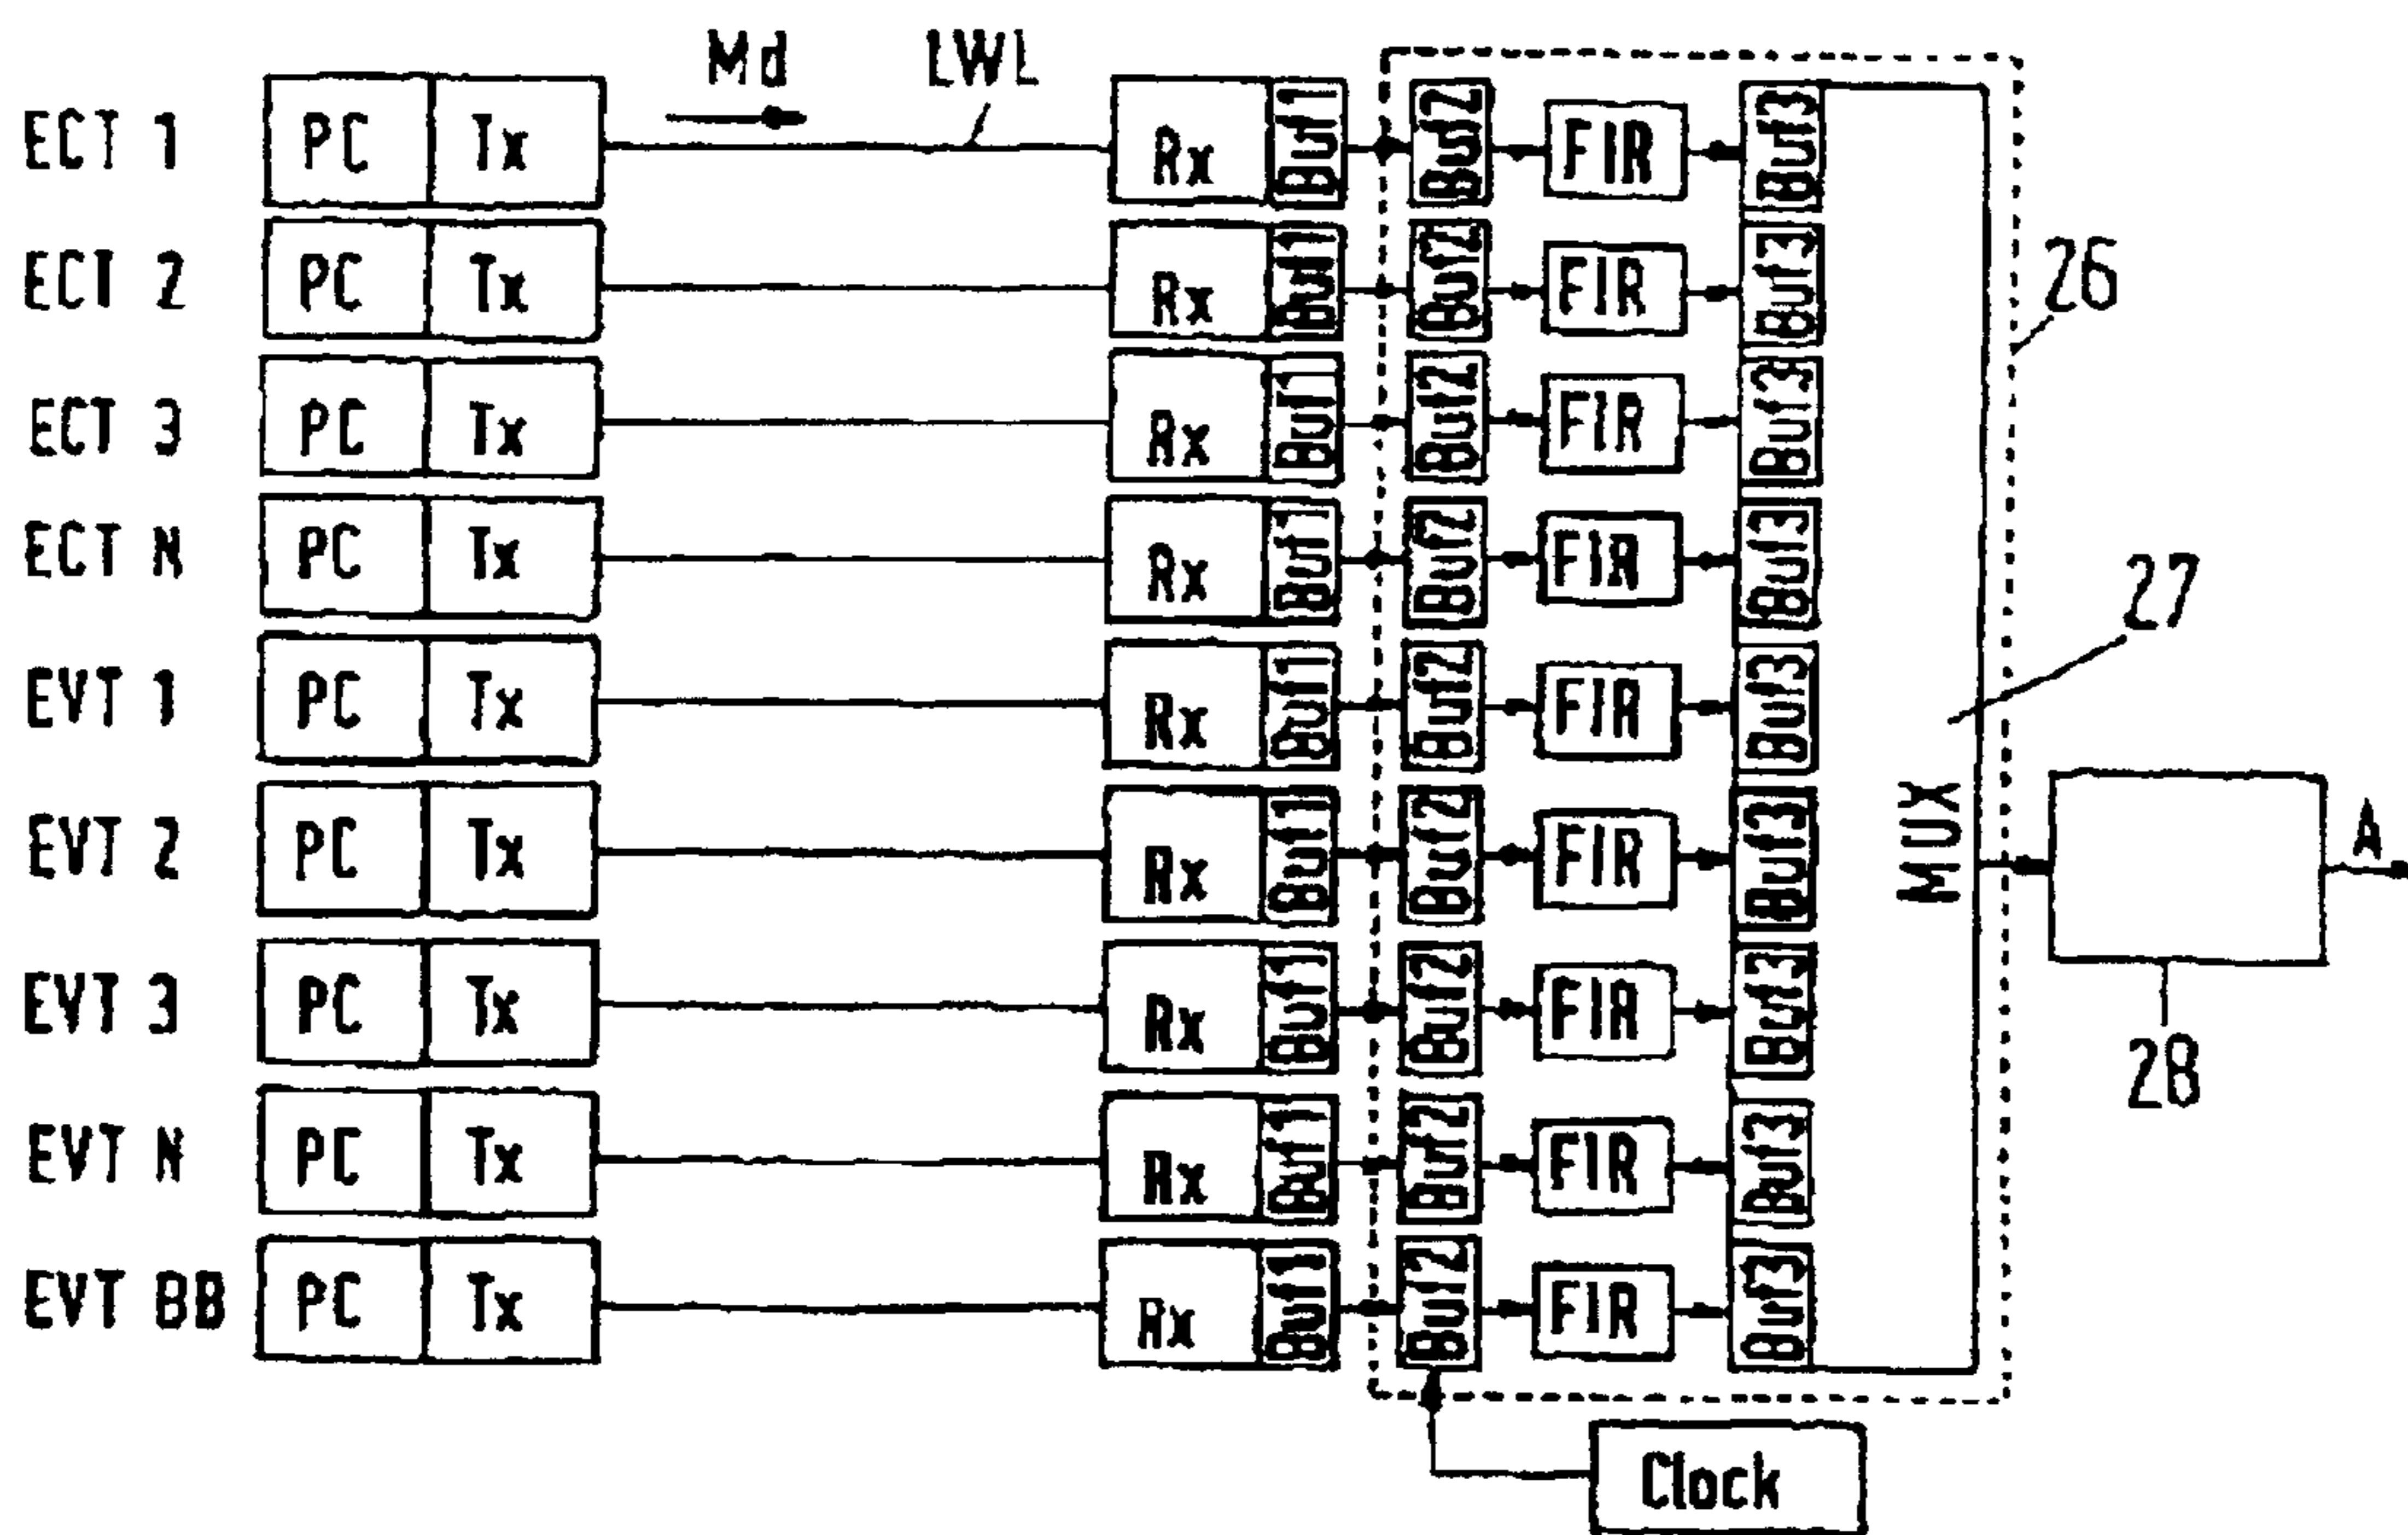 Md LWL
ECT 1 PC Tx Rx Buf1 Buf2 FIR Buf3
ECT 2 PC Tx Rx Buf1 Buf2 FIR Buf3
26
ECT 3 PC Tx Rx Buf1 Buf2 FIR Buf3
ECT N PC Tx Rx Buf1 Buf2 FIR Buf3
27
EVT 1 PC Tx Rx Buf1 Buf2 FIR Buf3
EVT 2 PC Tx Rx Buf1 Buf2 FIR Buf3 MUX A
EVT 3 PC Tx Rx Buf1 Buf2 FIR Buf3
28
EVT N PC Tx Rx Buf1 Buf2 FIR Buf3
EVT BB PC Tx Rx Buf1 Buf2 FIR Buf3
Clock